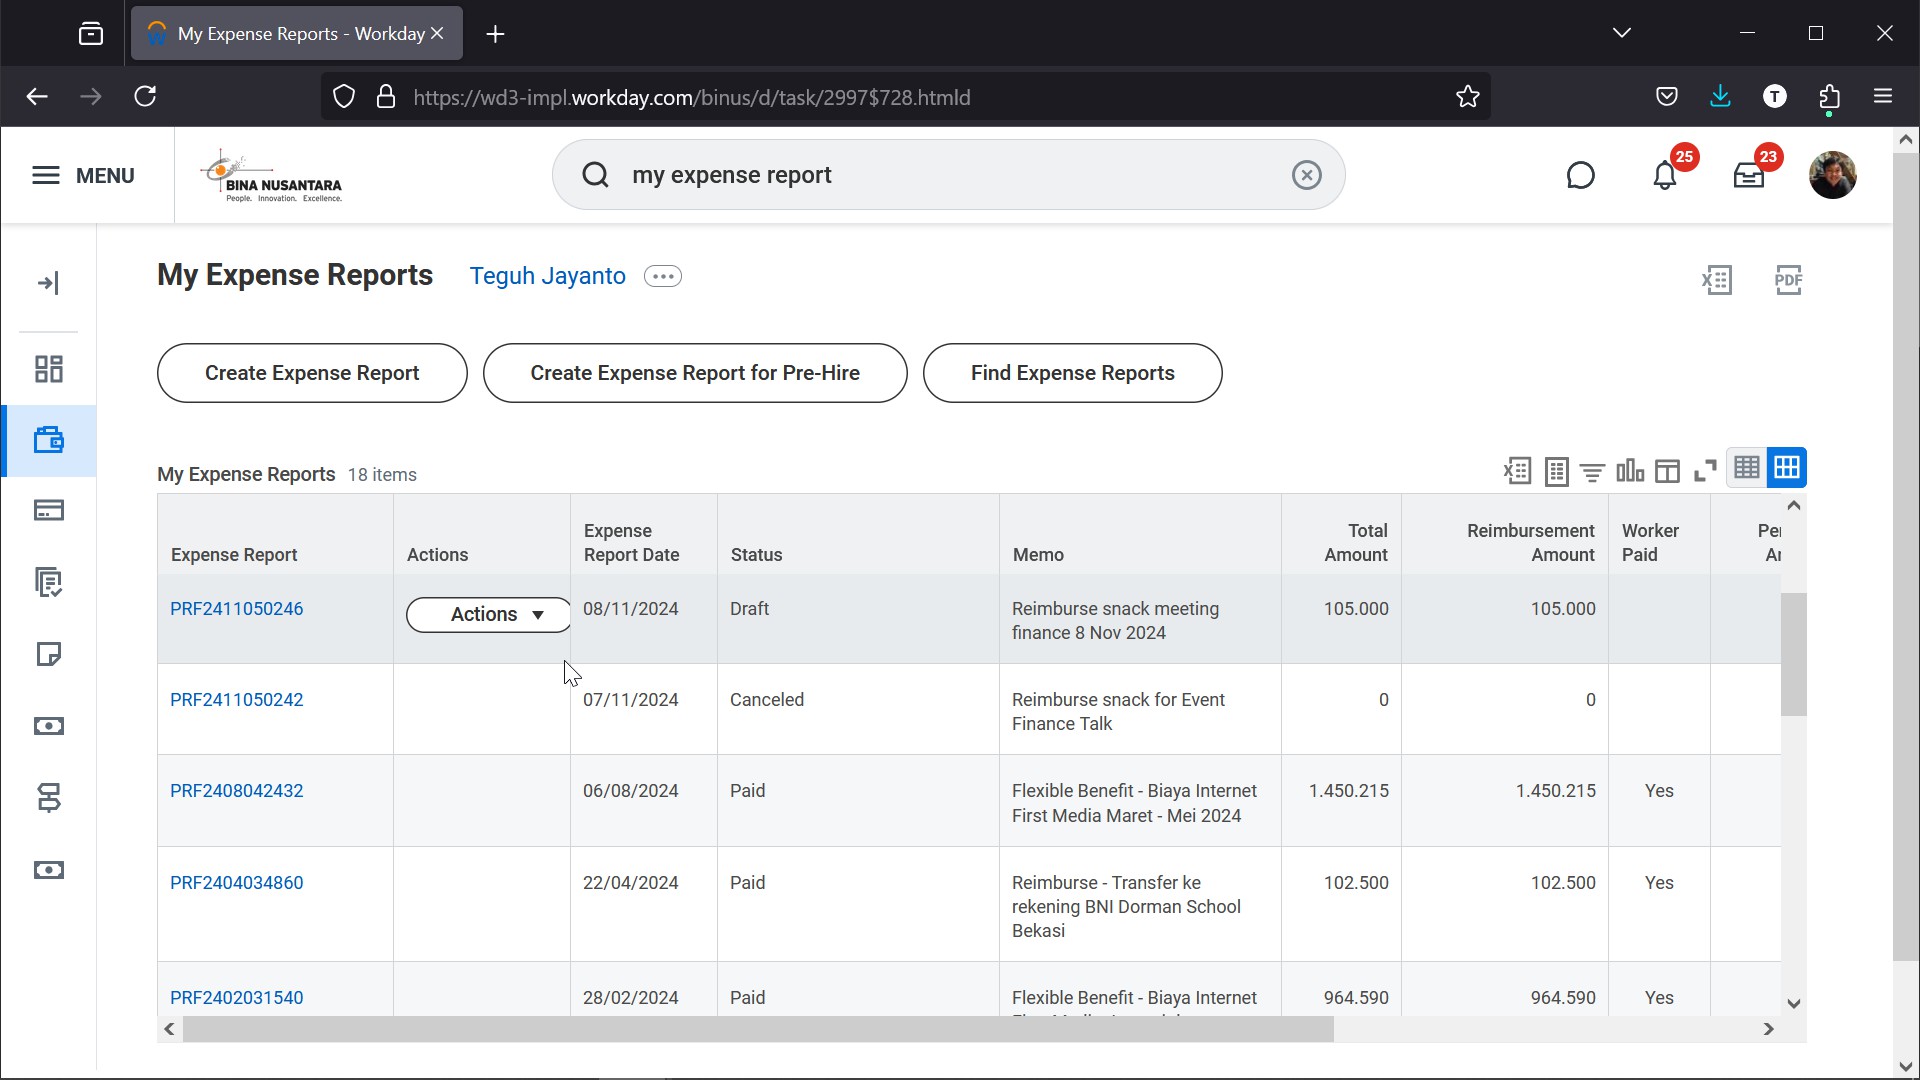 My Expense Reports - Workday
https://wd3-impl.workday.com/binus/d/task/2997$728.htmld
T
MENU
BINA NUSANTARA
People. Innovation. Excellence.
my expense report
25
23
My Expense Reports
Teguh Jayanto
X
PDF
Create Expense Report
Create Expense Report for Pre-Hire
Find Expense Reports
My Expense Reports 18 items
X
Expense Report
Actions
Expense
Report Date
Status
Memo
Total
Amount
Reimbursement
Amount
Worker
Paid
PRF2411050246
Actions
08/11/2024
Draft
Reimburse snack meeting
finance 8 Nov 2024
105.000
105.000
PRF2411050242
07/11/2024
Canceled
Reimburse snack for Event
Finance Talk
0
0
PRF2408042432
06/08/2024
Paid
Flexible Benefit - Biaya Internet
First Media Maret - Mei 2024
1.450.215
1.450.215
Yes
PRF2404034860
22/04/2024
Paid
Reimburse - Transfer ke
rekening BNI Dorman School
Bekasi
102.500
102.500
Yes
PRF2402031540
28/02/2024
Paid
Flexible Benefit - Biaya Internet
964.590
964.590
Yes